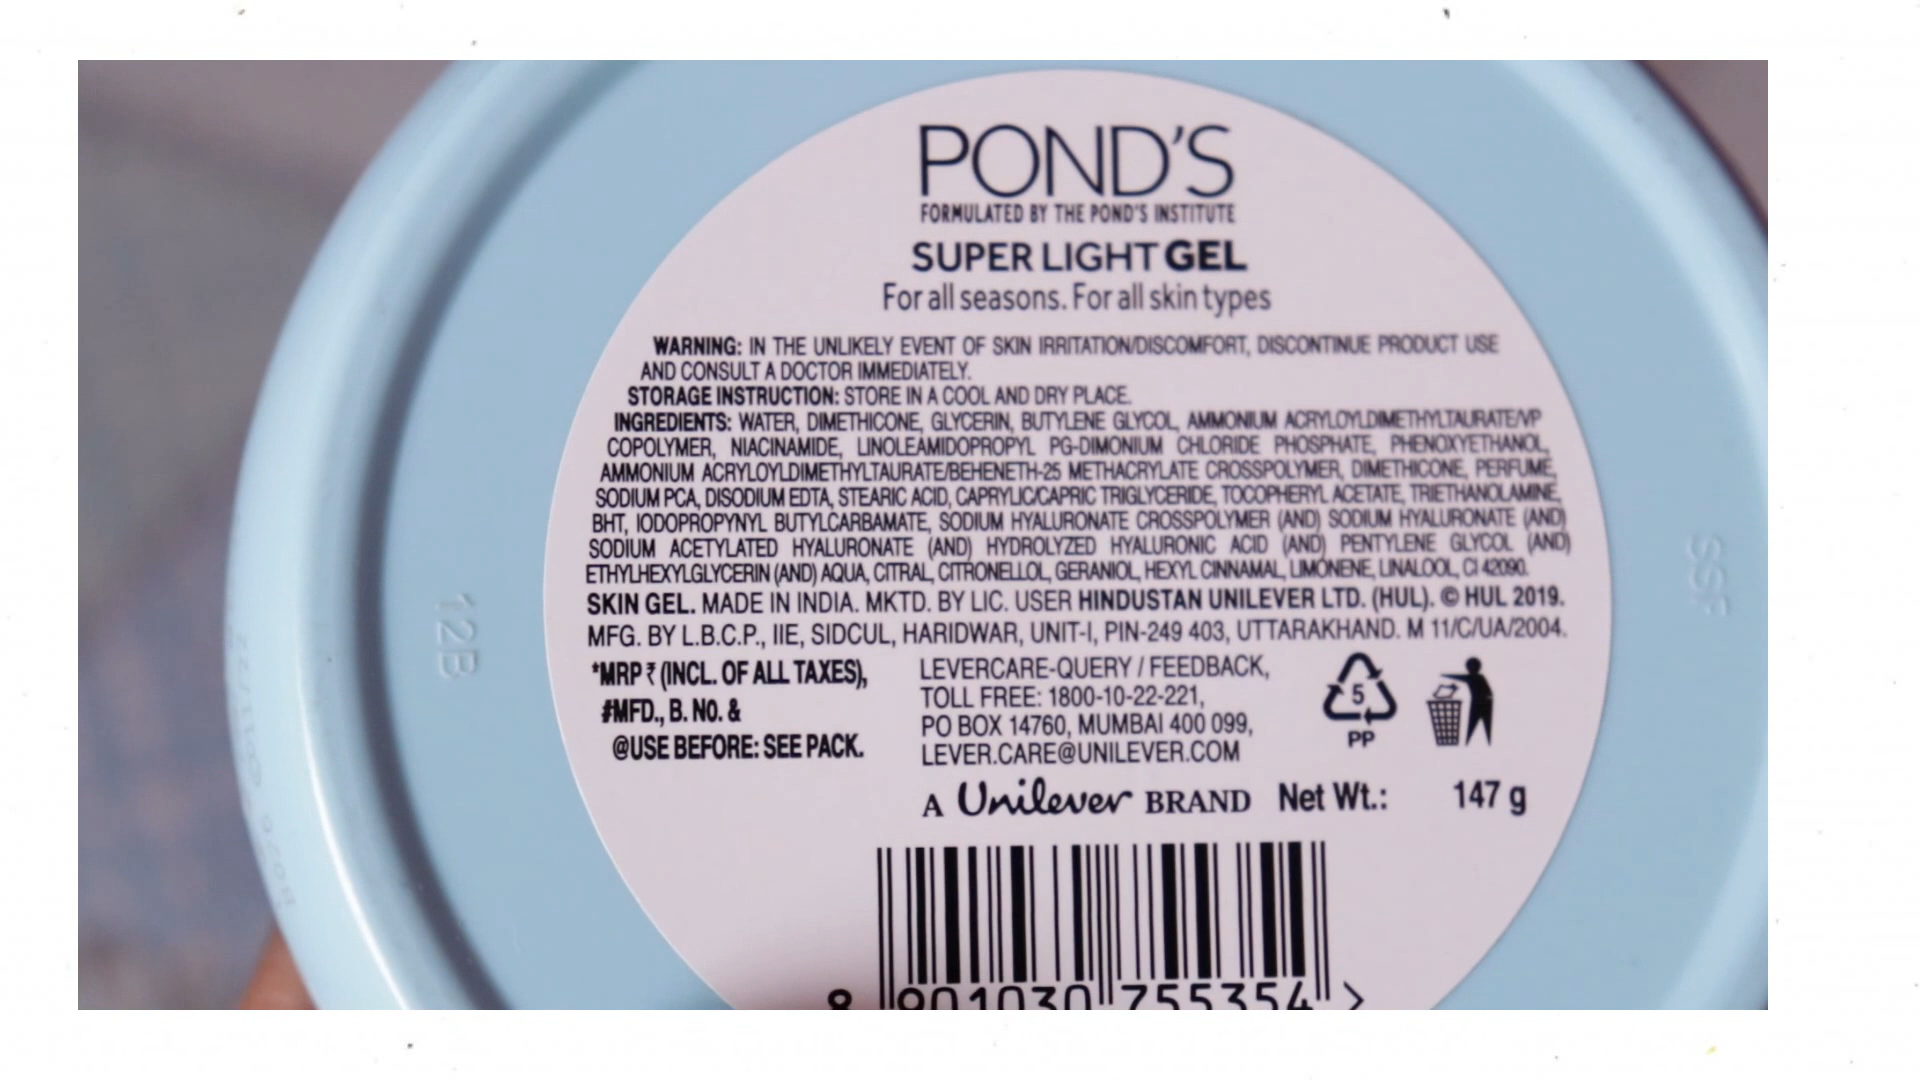 POND'S
FORMULATED BY THE POND'S INSTITUTE
SUPER LIGHT GEL
For all seasons. For all skin types
WARNING: IN THE UNLIKELY EVENT OF SKIN IRRITATION/DISCOMFORT, DISCONTINUE PRODUCT USE
AND CONSULT A DOCTOR IMMEDIATELY.
STORAGE INSTRUCTION: STORE IN A COOL AND DRY PLACE.
INGREDIENTS: WATER, DIMETHICONE, GLYCERIN, BUTYLENE GLYCOL, AMMONIUM ACRYLOYLDIMETHYLTAURATE/VP
COPOLYMER, NIACINAMIDE, LINOLEAMIDOPROPYL PG-DIMONIUM CHLORIDE PHOSPHATE, PHENOXYETHANOL,
AMMONIUM ACRYLOYLDIMETHYLTAURATE/BEHENETH-25 METHACRYLATE CROSSPOLYMER, DIMETHICONE, PERFUME,
SODIUM PCA, DISODIUM EDTA, STEARIC ACID, CAPRYLIC/CAPRIC TRIGLYCERIDE, TOCOPHERYL ACETATE, TRIETHANOLAMINE,
BHT, IODOPROPYNYL BUTYLCARBAMATE, SODIUM HYALURONATE CROSSPOLYMER (AND) SODIUM HYALURONATE (AND)
SODIUM ACETYLATED HYALURONATE (AND) HYDROLYZED HYALURONIC ACID (AND) PENTYLENE GLYCOL (AND)
ETHYLHEXYLGLYCERIN (AND) AQUA, CITRAL, CITRONELLOL, GERANIOL, HEXYL CINNAMAL, LIMONENE, LINALOOL, CI 42090.
SKIN GEL. MADE IN INDIA. MKTD. BY LIC. USER HINDUSTAN UNILEVER LTD. (HUL). © HUL 2019.
MFG. BY L.B.C.P., IIE, SIDCUL, HARIDWAR, UNIT-I, PIN-249 403, UTTARAKHAND. M 11/C/UA/2004.
*MRP ₹ (INCL. OF ALL TAXES),
#MFD., B. NO. &
@USE BEFORE: SEE PACK.
LEVERCARE-QUERY / FEEDBACK,
TOLL FREE: 1800-10-22-221,
PO BOX 14760, MUMBAI 400 099,
LEVER.CARE@UNILEVER.COM
5
PP
A Unilever BRAND Net Wt.: 147 g
8 901030 755354 >
12B
SSF